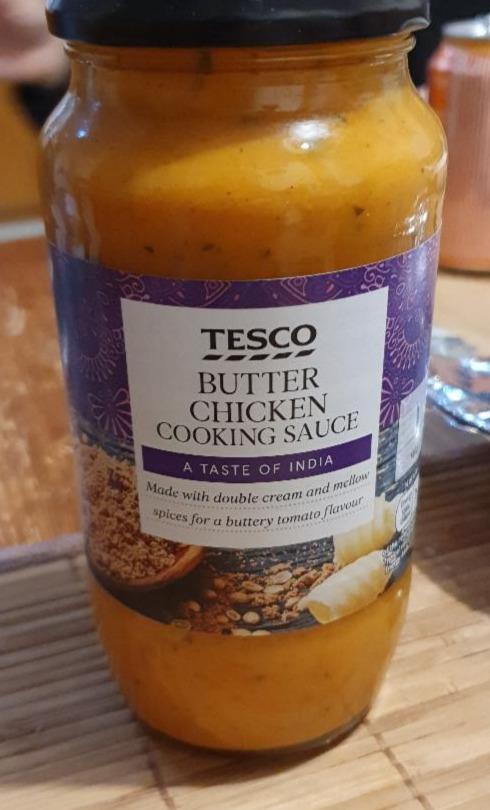 TESCO
BUTTER
CHICKEN
COOKING SAUCE
A TASTE OF INDIA
Made with double cream and mellow
spices for a buttery tomato flavour